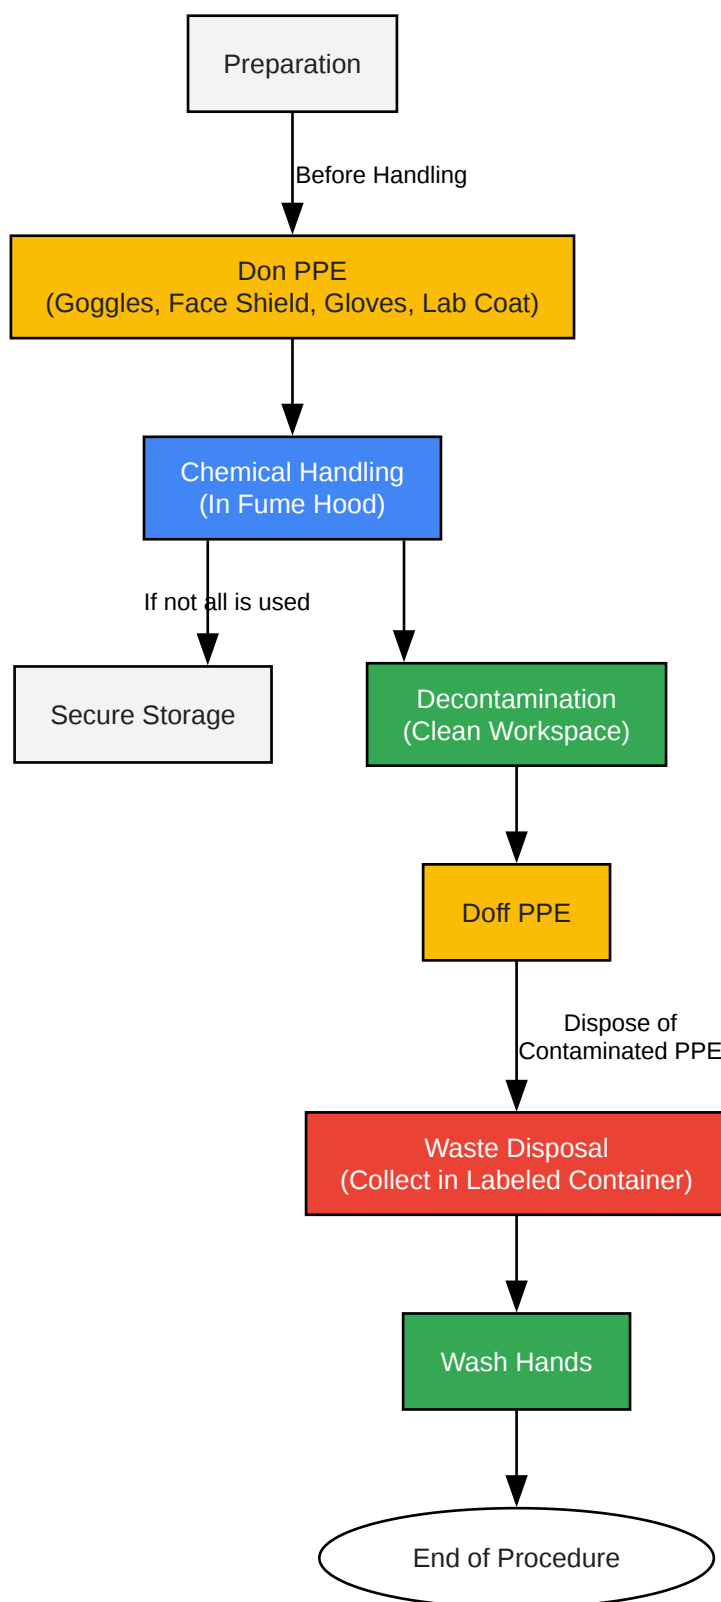 Preparation
Before Handling
Don PPE
(Goggles, Face Shield, Gloves, Lab Coat)
Chemical Handling
(In Fume Hood)
If not all is used
Secure Storage
Decontamination
(Clean Workspace)
Doff PPE
Dispose of
Contaminated PPE
Waste Disposal
(Collect in Labeled Container)
Wash Hands
End of Procedure